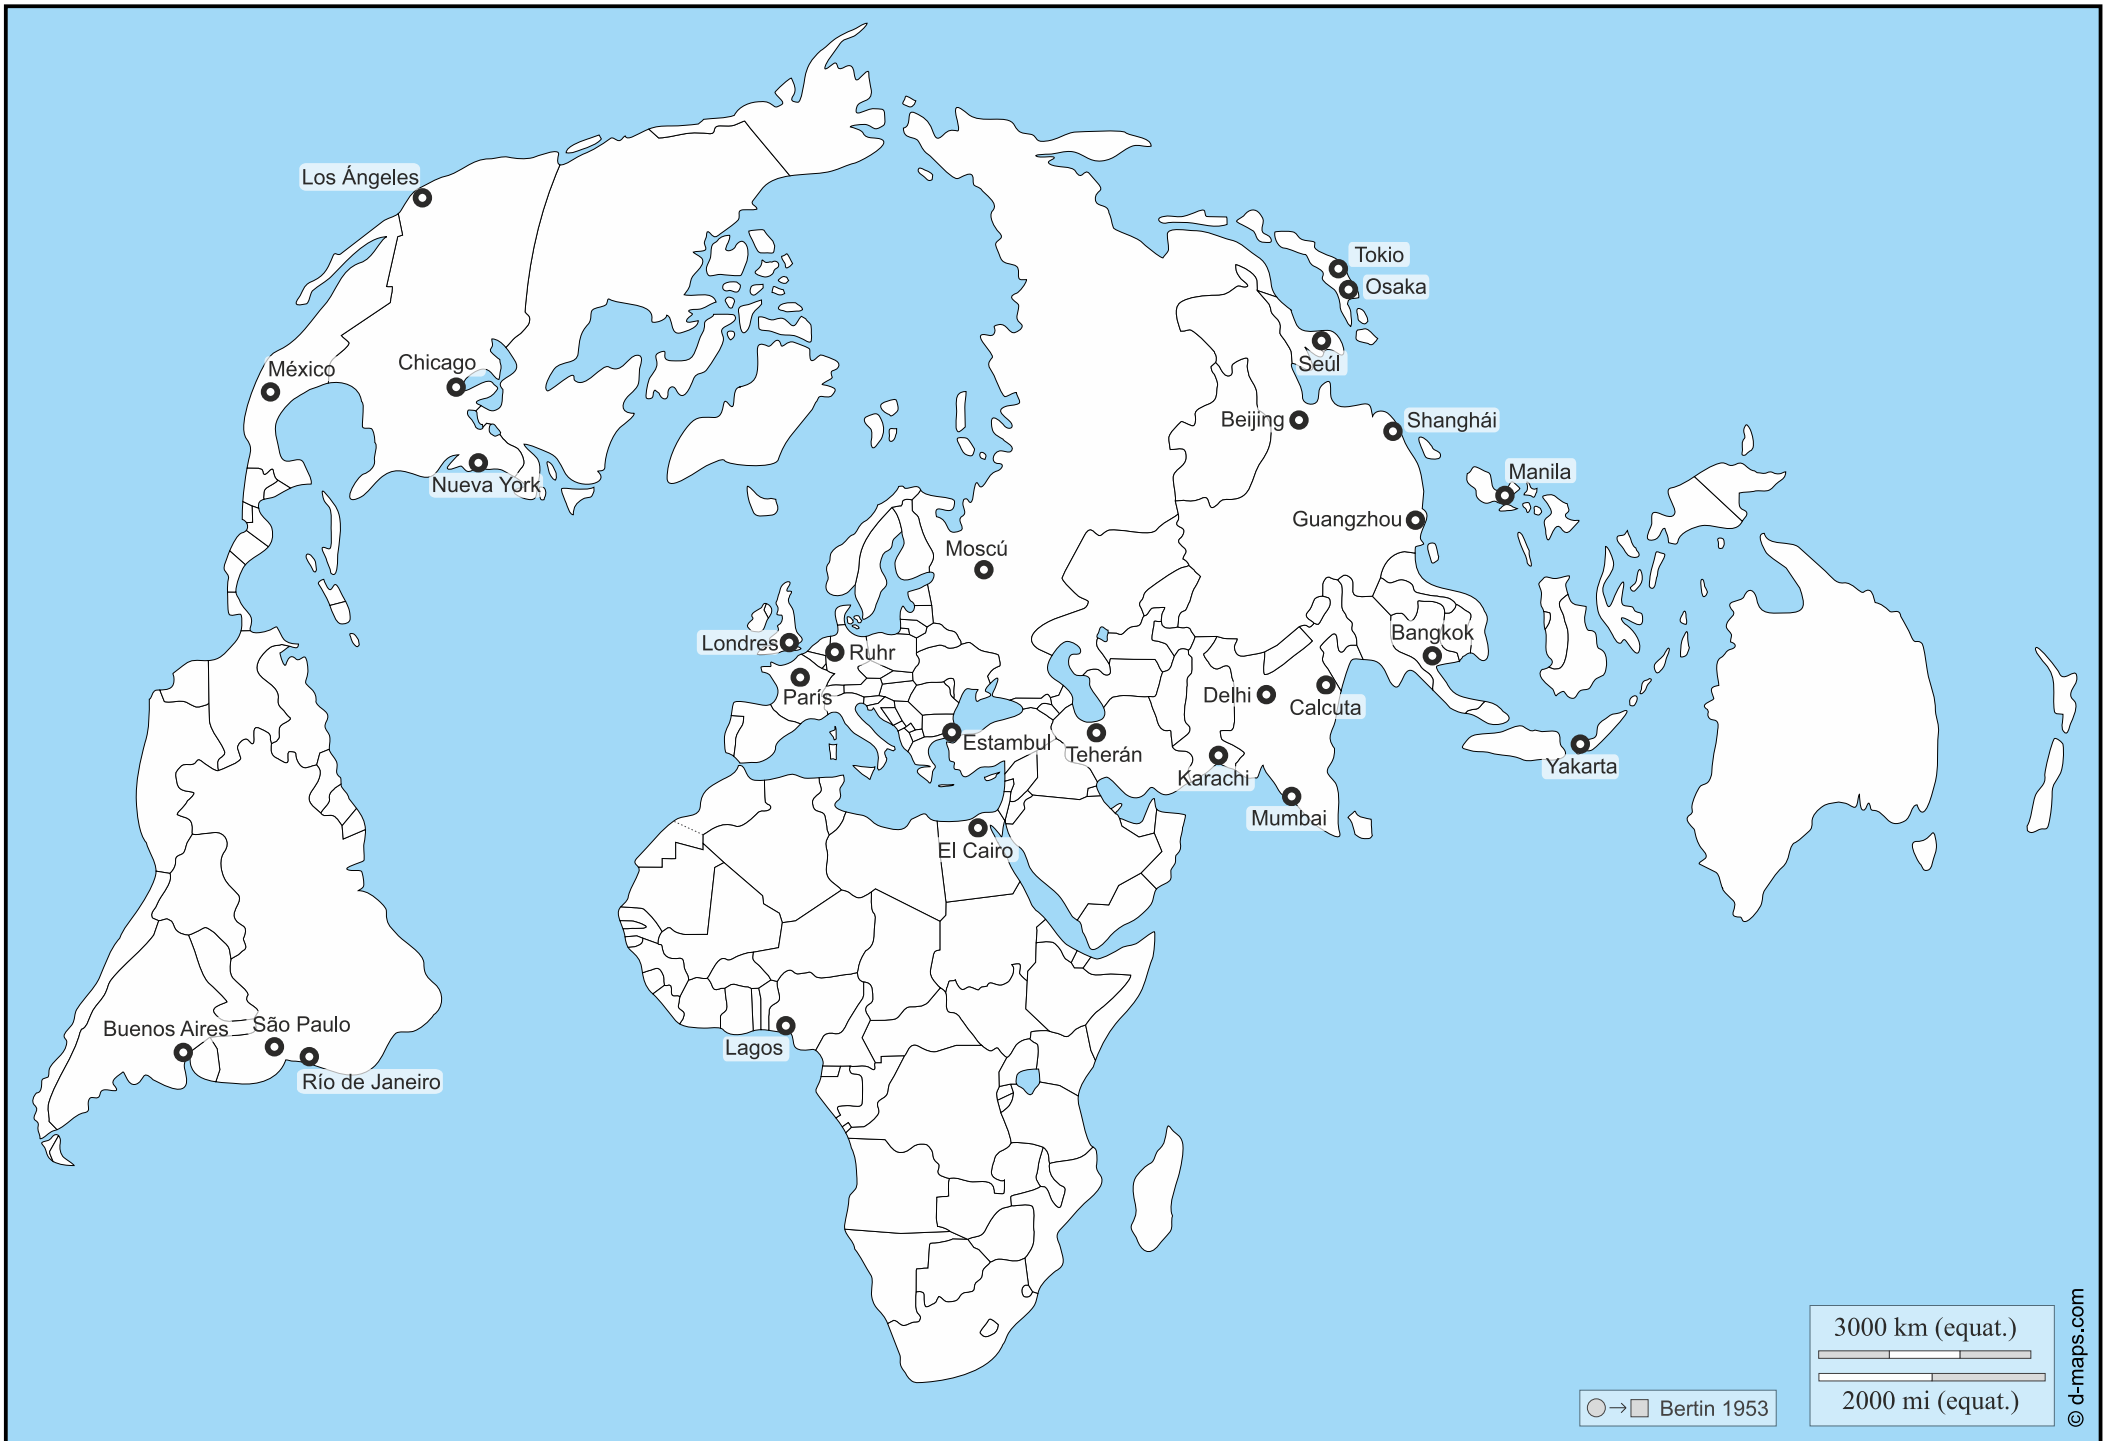 Los Ángeles
Tokio
Osaka
México
Chicago
Seúl
Beijing
Shanghái
Nueva York
Manila
Guangzhou
Moscú
Londres
Ruhr
París
Bangkok
Delhi
Calcuta
Estambul
Teherán
Karachi
Yakarta
Mumbai
El Cairo
Buenos Aires
São Paulo
Lagos
Río de Janeiro
3000 km (equat.)
2000 mi (equat.)
Bertin 1953
© d-maps.com